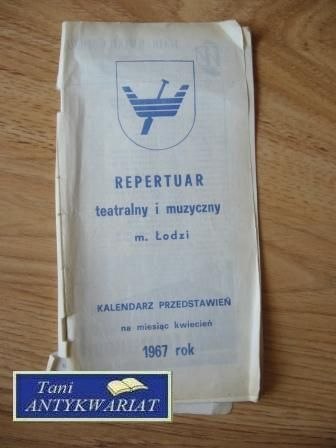 REPERTUAR
teatralny i muzyczny
m. Łodzi
KALENDARZ PRZEDSTAWIEŃ
na miesiąc kwiecień
1967 rok
Tani
ANTYKWARIAT